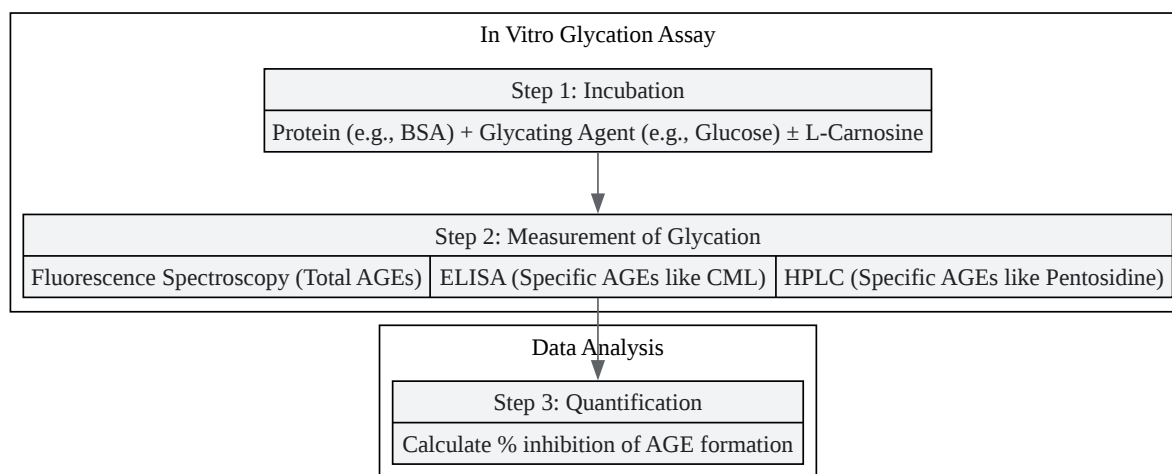 In Vitro Glycation Assay
Step 1: Incubation
Protein (e.g., BSA) + Glycating Agent (e.g., Glucose) ± L-Carnosine
Step 2: Measurement of Glycation
Fluorescence Spectroscopy (Total AGEs) ELISA (Specific AGEs like CML) HPLC (Specific AGEs like Pentosidine)
Data Analysis
Step 3: Quantification
Calculate % inhibition of AGE formation